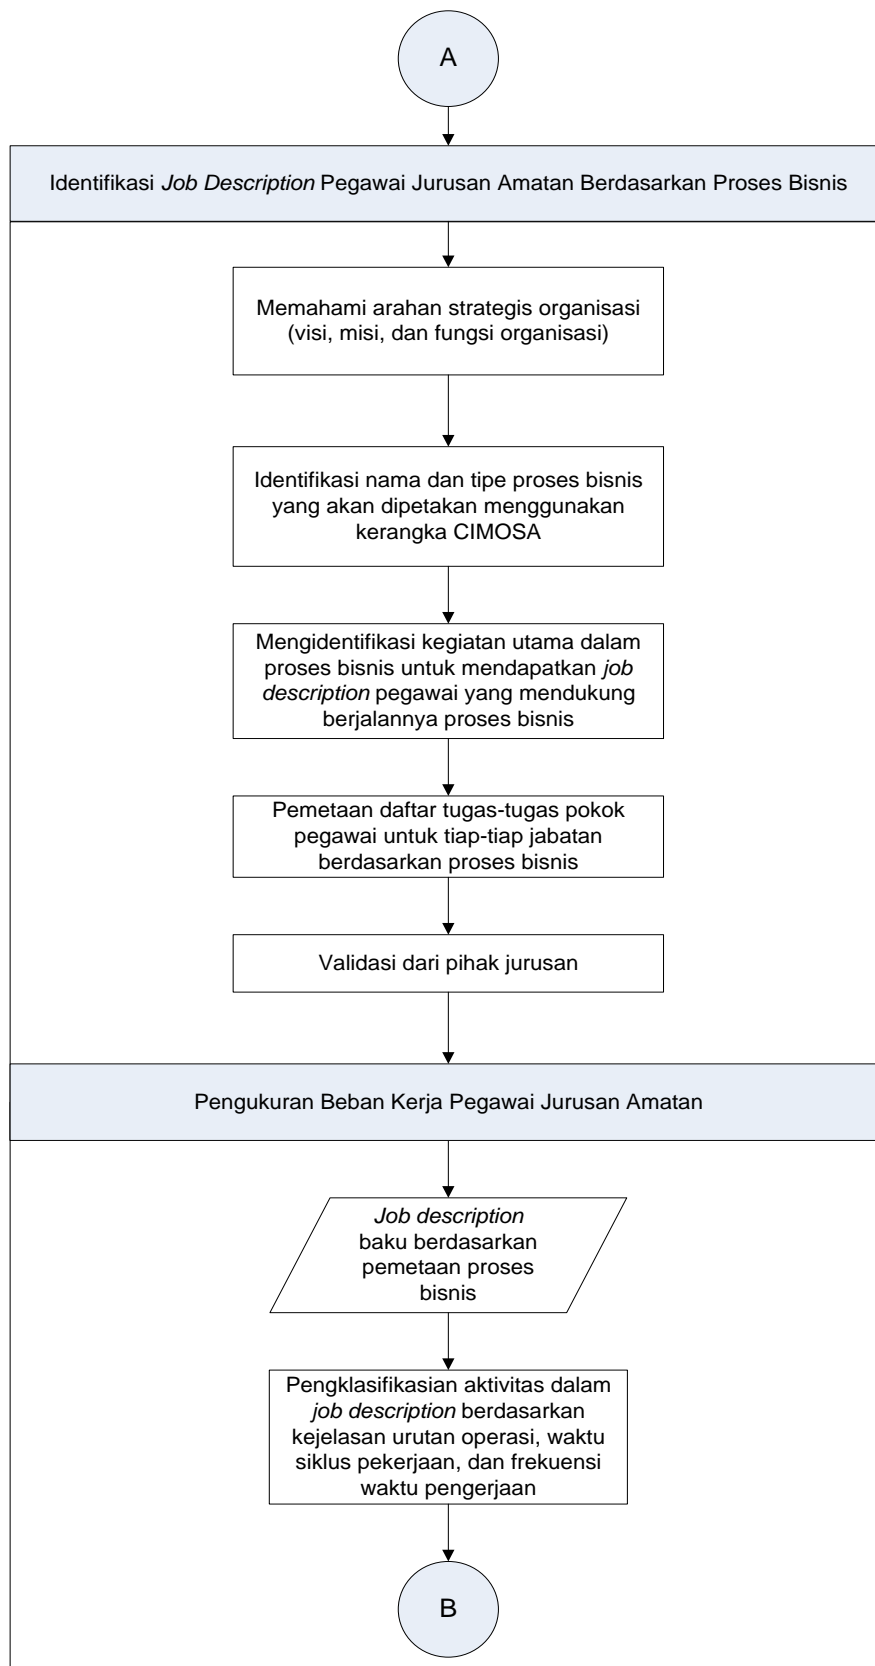 A
Identifikasi Job Description Pegawai Jurusan Amatan Berdasarkan Proses Bisnis
Memahami arahan strategis organisasi
(visi, misi, dan fungsi organisasi)
Identifikasi nama dan tipe proses bisnis
yang akan dipetakan menggunakan
kerangka CIMOSA
Mengidentifikasi kegiatan utama dalam
proses bisnis untuk mendapatkan job
description pegawai yang mendukung
berjalannya proses bisnis
Pemetaan daftar tugas-tugas pokok
pegawai untuk tiap-tiap jabatan
berdasarkan proses bisnis
Validasi dari pihak jurusan
Pengukuran Beban Kerja Pegawai Jurusan Amatan
Job description
baku berdasarkan
pemetaan proses
bisnis
Pengklasifikasian aktivitas dalam
job description berdasarkan
kejelasan urutan operasi, waktu
siklus pekerjaan, dan frekuensi
waktu pengerjaan
B